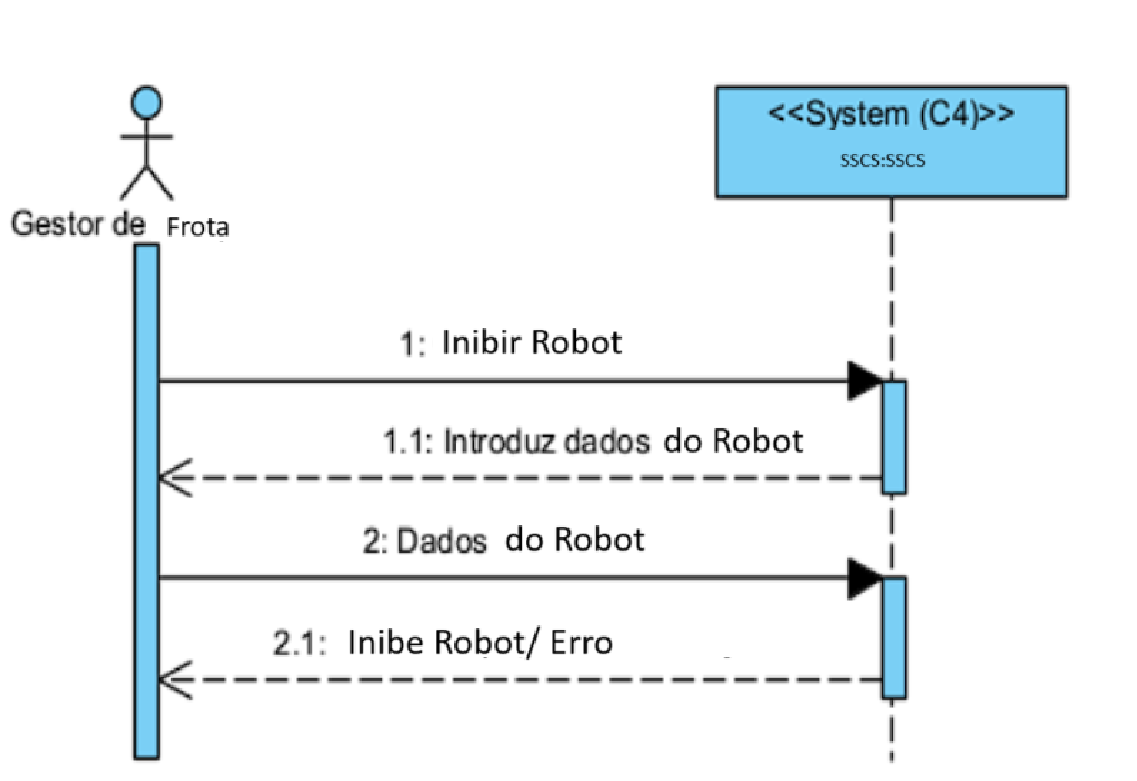 <<System (C4)>>
SSCS:SSCS
Gestor de Frota
1: Inibir Robot
1.1: Introduz dados do Robot
2: Dados do Robot
2.1: Inibe Robot/ Erro